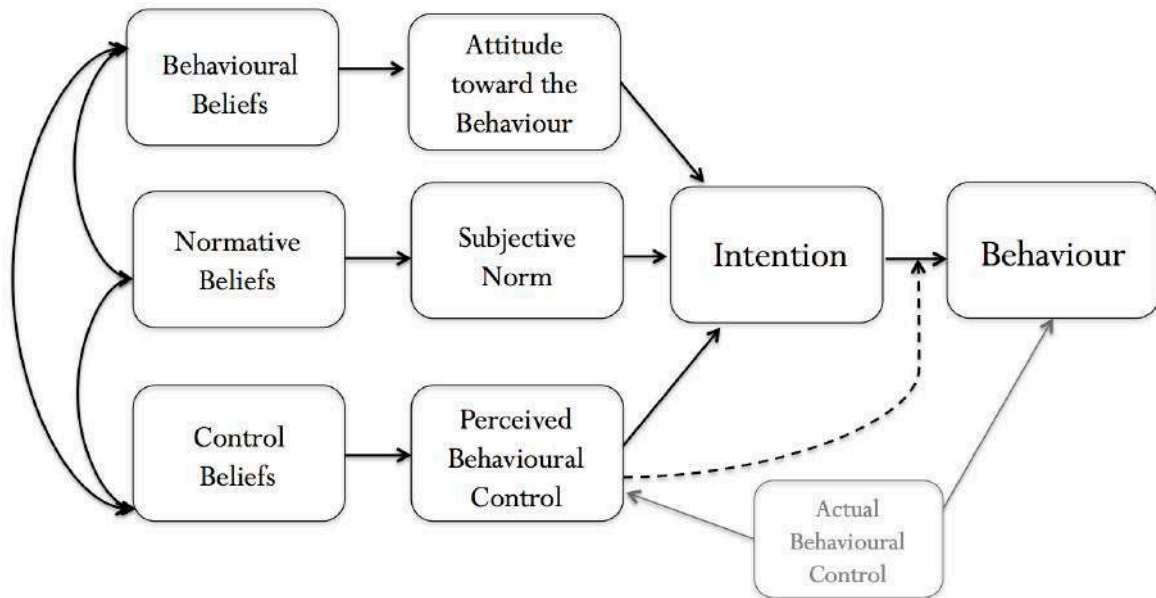 Behavioural
Beliefs
Attitude
toward the
Behaviour
Normative
Beliefs
Subjective
Norm
Intention
Behaviour
Control
Beliefs
Perceived
Behavioural
Control
Actual
Behavioural
Control